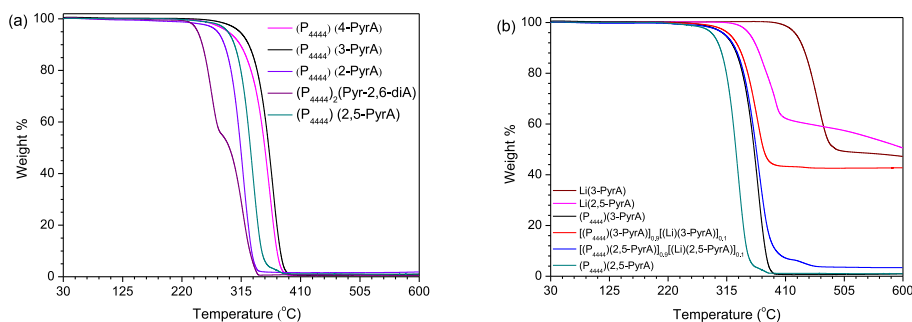 (a)
(P4444) (4-PyrA)
(P4444) (3-PyrA)
(P4444) (2-PyrA)
(P4444)2(Pyr-2,6-diA)
(P4444) (2,5-PyrA)
Weight %
100
80
60
40
20
0
30 125 220 315 410 505 600
Temperature (°C)
(b)
Weight %
100
80
60
40
20
0
Li(3-PyrA)
Li(2,5-PyrA)
(P4444)(3-PyrA)
[(P4444)(3-PyrA)]0,9[(Li)(3-PyrA)]0,1
[(P4444)(2,5-PyrA)]0,9[(Li)(2,5-PyrA)]0,1
(P4444)(2,5-PyrA)
30 125 220 315 410 505 600
Temperature (°C)